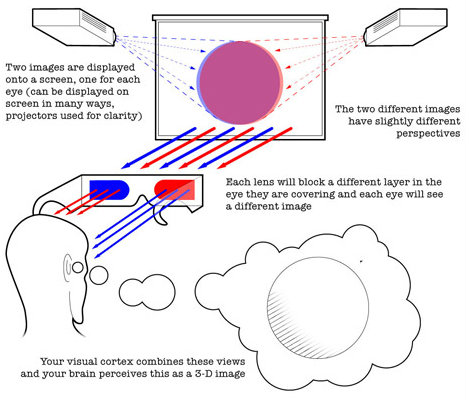 Two images are displayed
onto a screen, one for each
eye (can be displayed on
screen in many ways,
projectors used for clarity)
The two different images
have slightly different
perspectives
Each lens will block a different layer in the
eye they are covering and each eye will see
a different image
Your visual cortex combines these views
and your brain perceives this as a 3-D image